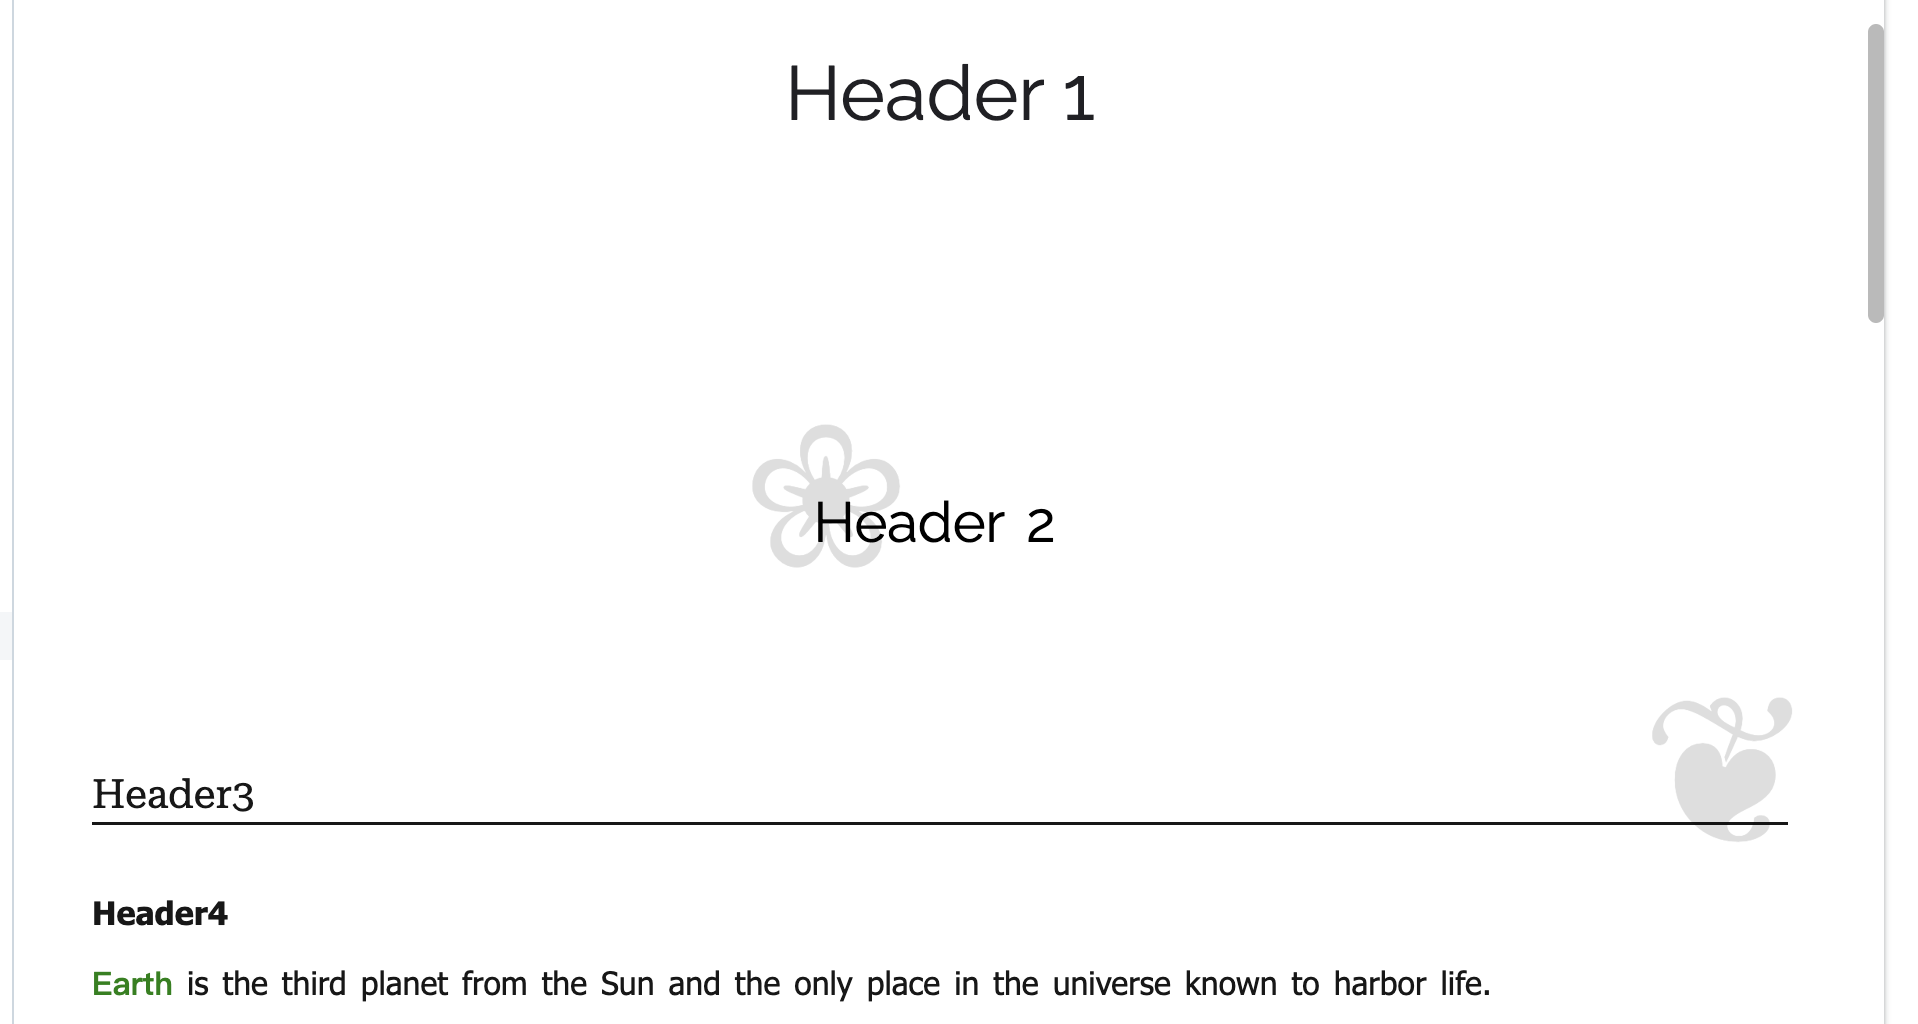 Header 1
Header 2
Header3
Header4
Earth is the third planet from the Sun and the only place in the universe known to harbor life.